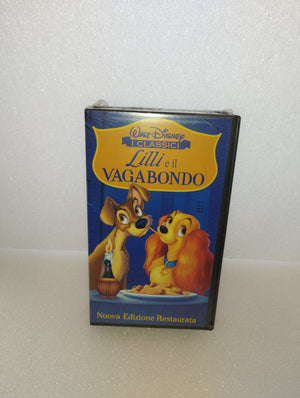 WALT DISNEY
I CLASSICI
Lilli e il
VAGABONDO
Nuova Edizione Restaurata